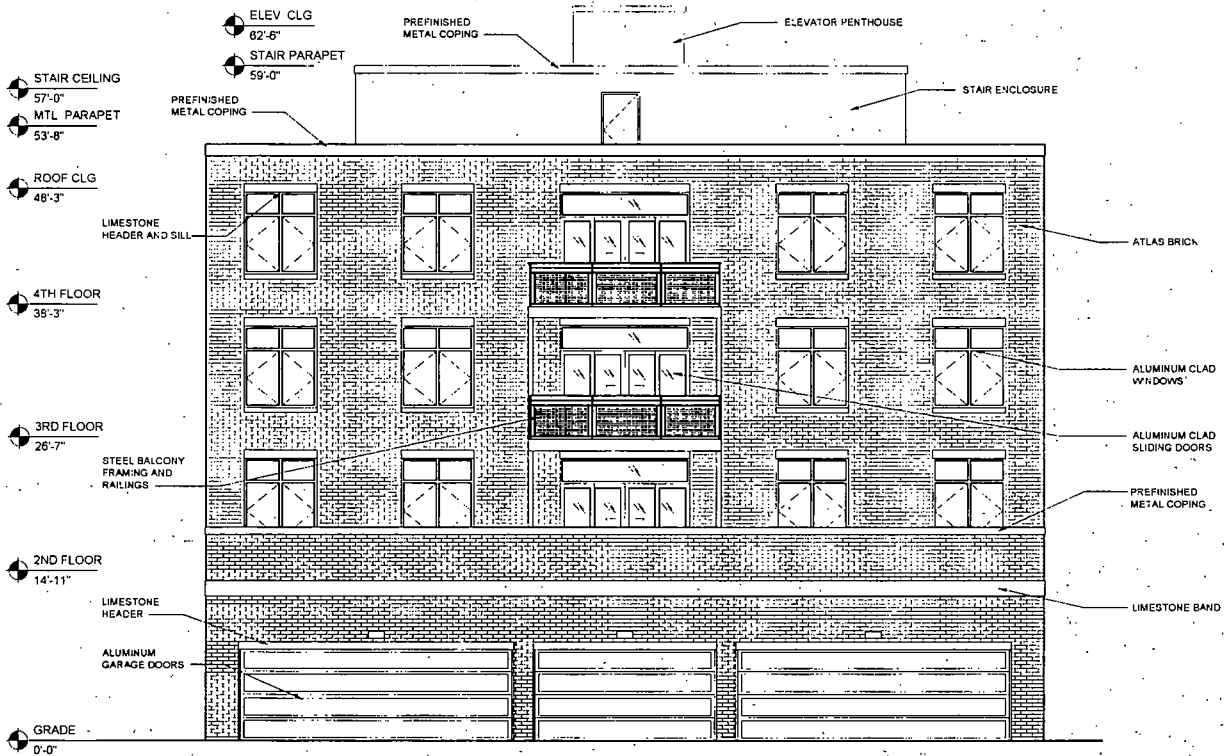 ELEV CLG
62'-6"
STAIR PARAPET
59'-0"
STAIR CEILING
57'-0"
MTL PARAPET
53'-8"
ROOF CLG
48'-3"
4TH FLOOR
38'-3"
3RD FLOOR
26'-7"
2ND FLOOR
14'-11"
GRADE
0'-0"
PREFINISHED
METAL COPING
ELEVATOR PENTHOUSE
PREFINISHED
METAL COPING
STAIR ENCLOSURE
LIMESTONE
HEADER AND SILL
ATLAS BRICK
ALUMINUM CLAD
WINDOWS
ALUMINUM CLAD
SLIDING DOORS
STEEL BALCONY
FRAMING AND
RAILINGS
PREFINISHED
METAL COPING
LIMESTONE BAND
LIMESTONE
HEADER
ALUMINUM
GARAGE DOORS